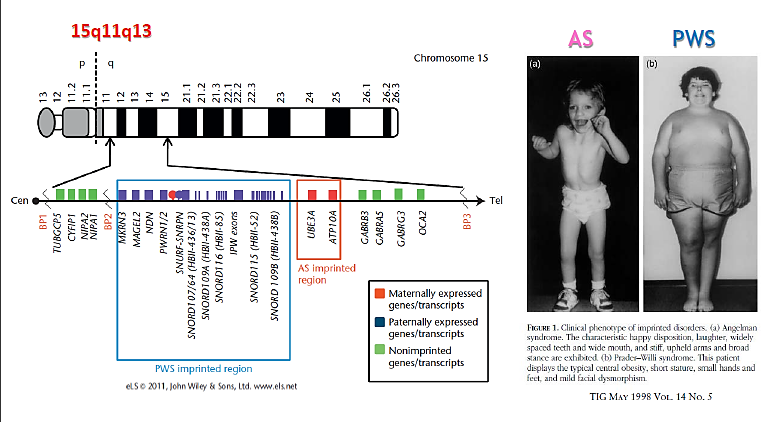 15q11q13
p q
Chromosome 15
13
12
11.2
11.1
11
12
13
14
15
21.1
21.2
21.3
22.1
22.2
22.3
23
24
25
26.1
26.2
26.3
Cen
Tel
BP1
TUBGCP5
CYFIP1
NIPA2
NIPA1
BP2
MKRN3
MAGEL2
NDN
PWRN1/2
SNURF-SNRPN
SNORD107/64 (HBII-436/13)
SNORD109A (HBII-438A)
SNORD116 (HBII-85)
IPW exons
SNORD115 (HBII-52)
SNORD 109B (HBII-438B)
UBE3A
ATP10A
GABRB3
GABRA5
GABRG3
OCA2
BP3
AS imprinted
region
PWS imprinted region
Maternally expressed
genes/transcripts
Paternally expressed
genes/transcripts
Nonimprinted
genes/transcripts
eLS © 2011, John Wiley & Sons, Ltd. www.els.net
AS
PWS
(a)
(b)
FIGURE 1. Clinical phenotype of imprinted disorders. (a) Angelman
syndrome. The characteristic happy disposition, laughter, widely
spaced teeth and wide mouth, and stiff, upheld arms and broad
stance are exhibited. (b) Prader–Willi syndrome. This patient
displays the typical central obesity, short stature, small hands and
feet, and mild facial dysmorphism.
TIG MAY 1998 VOL. 14 NO. 5